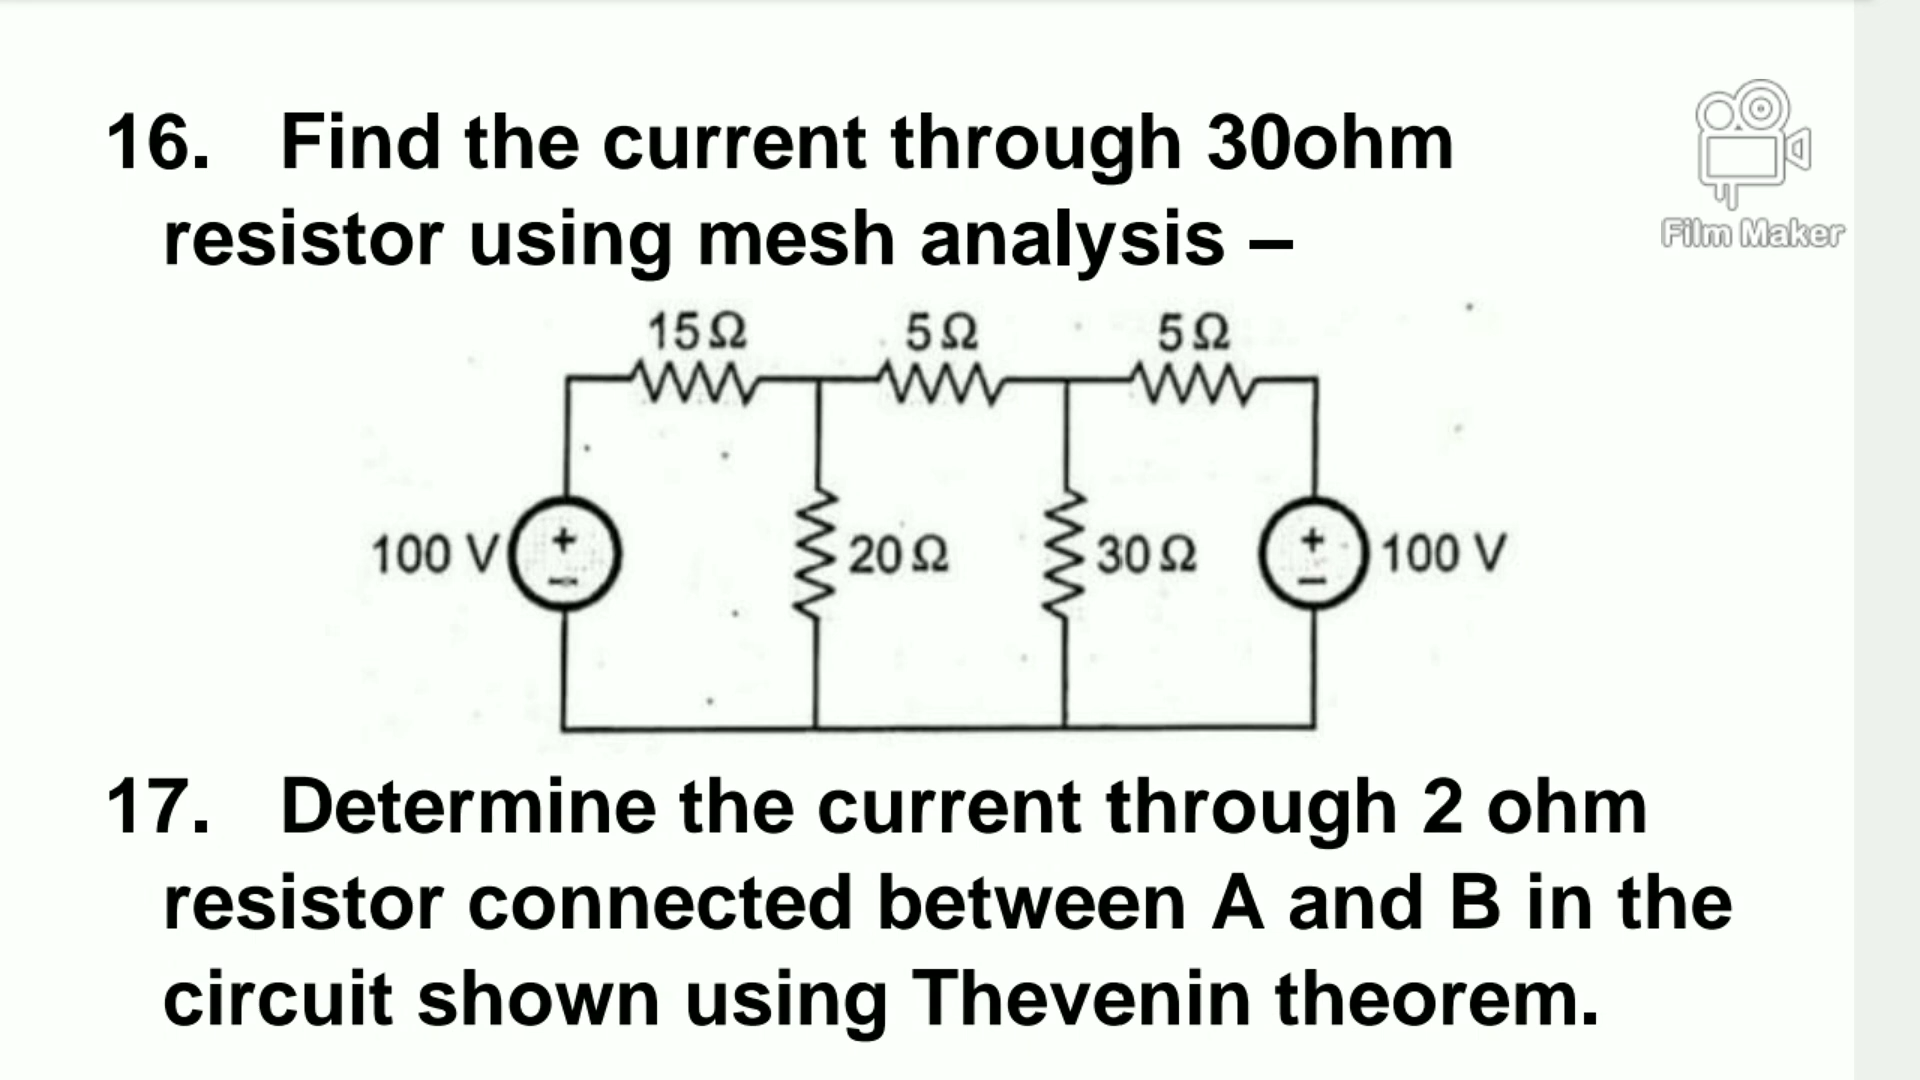 16. Find the current through 30ohm
resistor using mesh analysis –
Film Maker
15Ω 5Ω 5Ω
100 V + – 20Ω 30Ω + – 100 V
17. Determine the current through 2 ohm
resistor connected between A and B in the
circuit shown using Thevenin theorem.